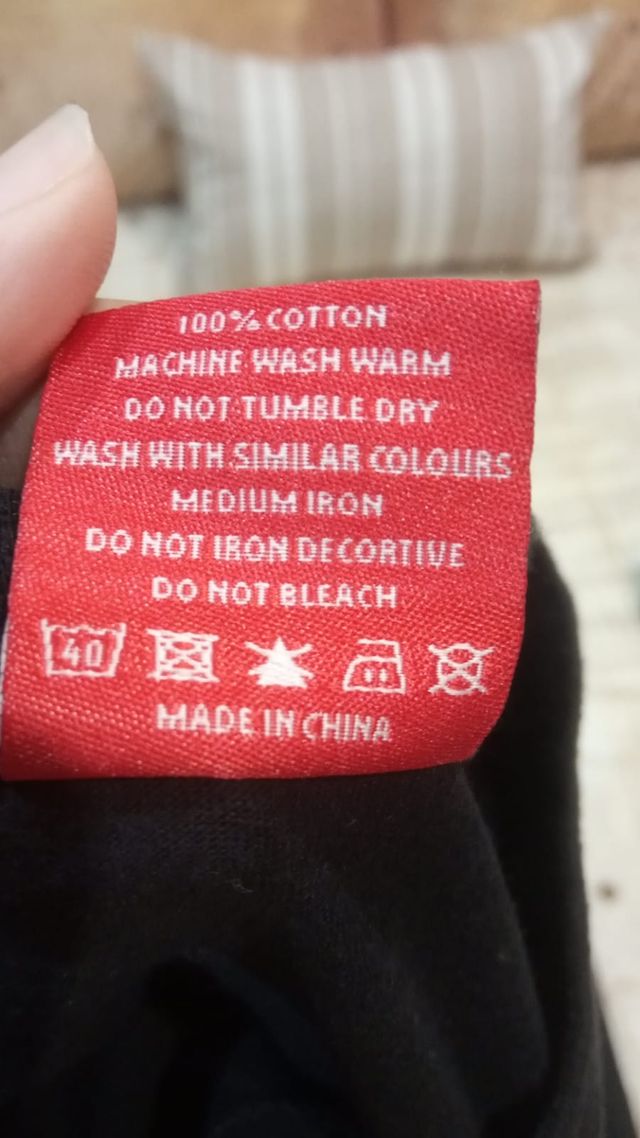 100% COTTON
MACHINE WASH WARM
DO NOT TUMBLE DRY
WASH WITH SIMILAR COLOURS
MEDIUM IRON
DO NOT IRON DECORTIVE
DO NOT BLEACH
40
MADE IN CHINA